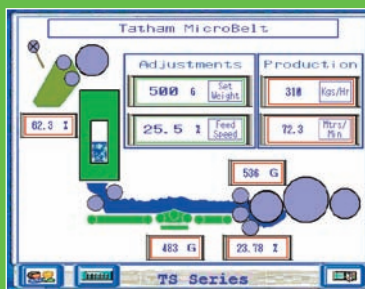 Tatham MicroBelt
Adjustments
Production
500 G Set Weight
310 Kgs/Hr
25.5 % Feed Speed
72.3 Mtrs/Min
62.3 %
536 G
483 G
23.78 %
TS Series